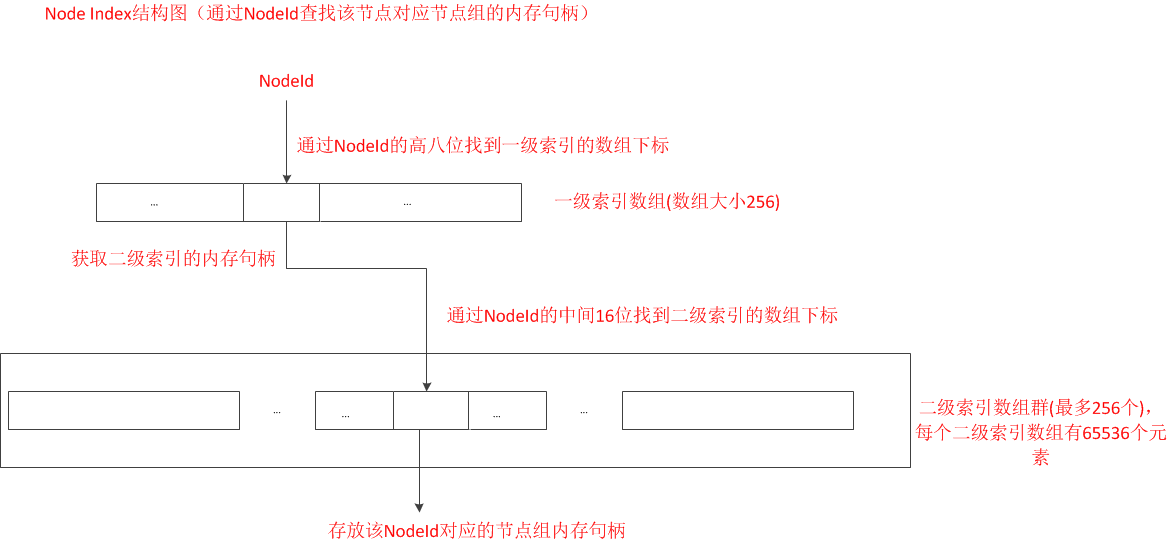 Node Index结构图（通过NodeId查找该节点对应节点组的内存句柄）
NodeId
通过NodeId的高八位找到一级索引的数组下标
...
...
一级索引数组(数组大小256)
获取二级索引的内存句柄
通过NodeId的中间16位找到二级索引的数组下标
...
...
...
...
二级索引数组群(最多256个)，
每个二级索引数组有65536个元
素
存放该NodeId对应的节点组内存句柄